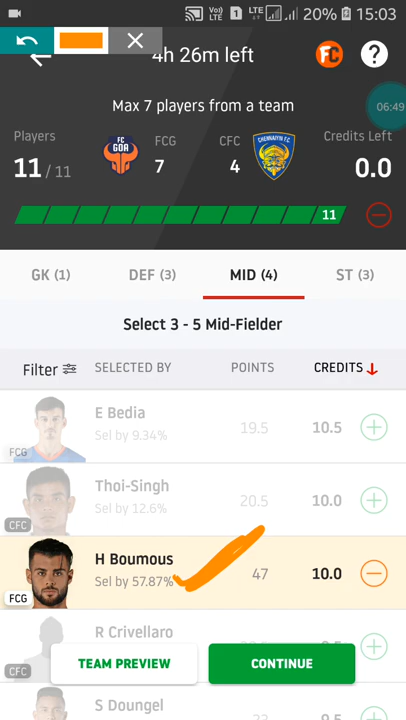 Vo))
LTE 1 LTE 20% 15:03
4h 26m left
FC
?
Max 7 players from a team
06:49
Players FCG CFC Credits Left
11 / 11 7 4 0.0
FC GOA
CHENNAIYIN F.C.
11
GK (1) DEF (3) MID (4) ST (3)
Select 3 - 5 Mid-Fielder
Filter SELECTED BY POINTS CREDITS
E Bedia
Sel by 9.34% 19.5 10.5
FCG
Thoi-Singh
Sel by 12.6% 20.5 10.0
CFC
H Boumous
Sel by 57.87% 47 10.0
FCG
R Crivellaro
CFC
TEAM PREVIEW CONTINUE
S Doungel